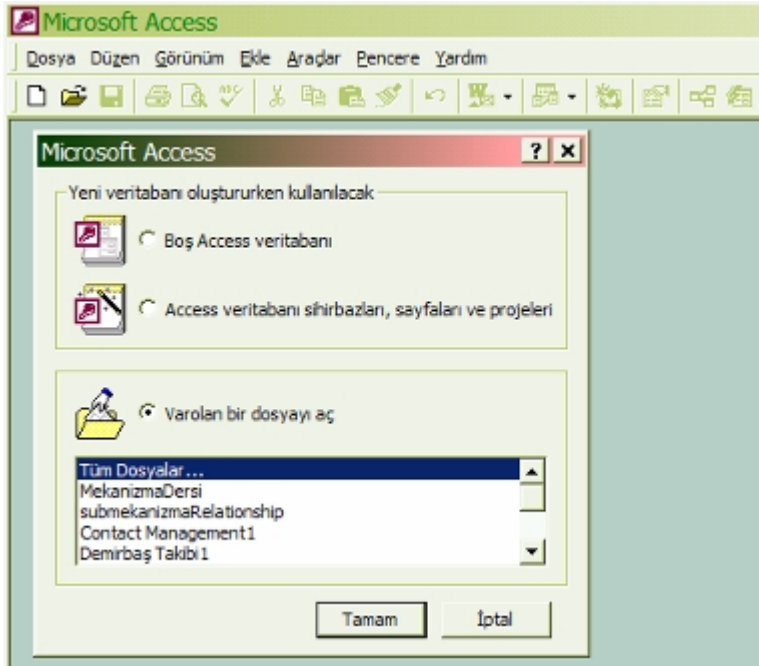 Microsoft Access
Dosya Düzen Görünüm Ekle Araçlar Pencere Yardım
Microsoft Access
Yeni veritabanı oluştururken kullanılacak
Boş Access veritabanı
Access veritabanı sihirbazları, sayfaları ve projeleri
Varolan bir dosyayı aç
Tüm Dosyalar...
MekanizmaDersi
submekanizmaRelationship
Contact Management1
Demirbaş Takibi1
Tamam İptal